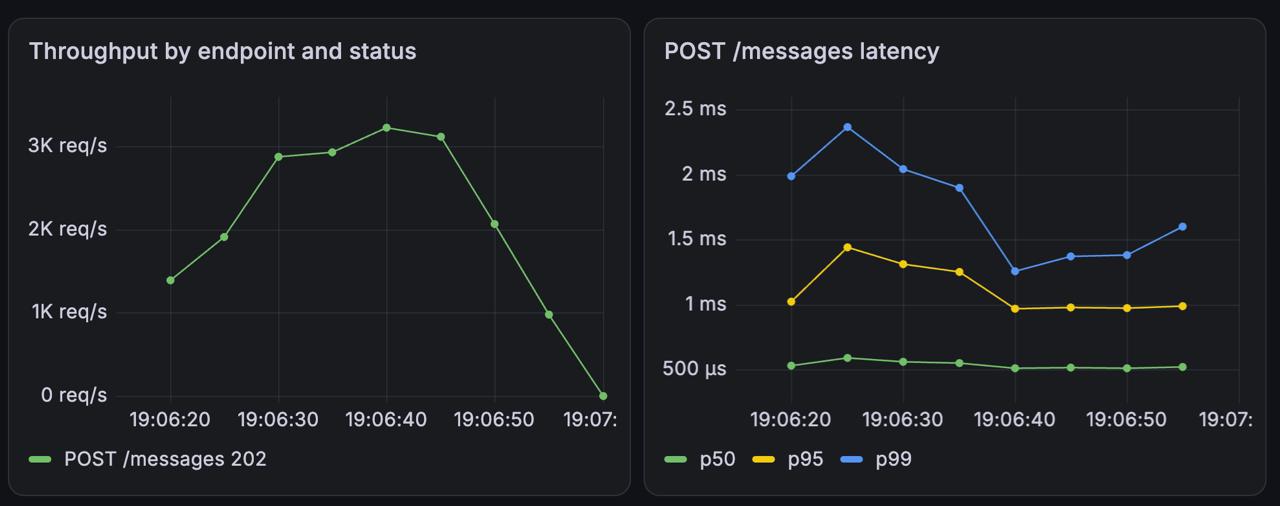 Throughput by endpoint and status
3K req/s
2K req/s
1K req/s
0 req/s
19:06:20 19:06:30 19:06:40 19:06:50 19:07:
POST /messages 202
POST /messages latency
2.5 ms
2 ms
1.5 ms
1 ms
500 µs
19:06:20 19:06:30 19:06:40 19:06:50 19:07:
p50 p95 p99